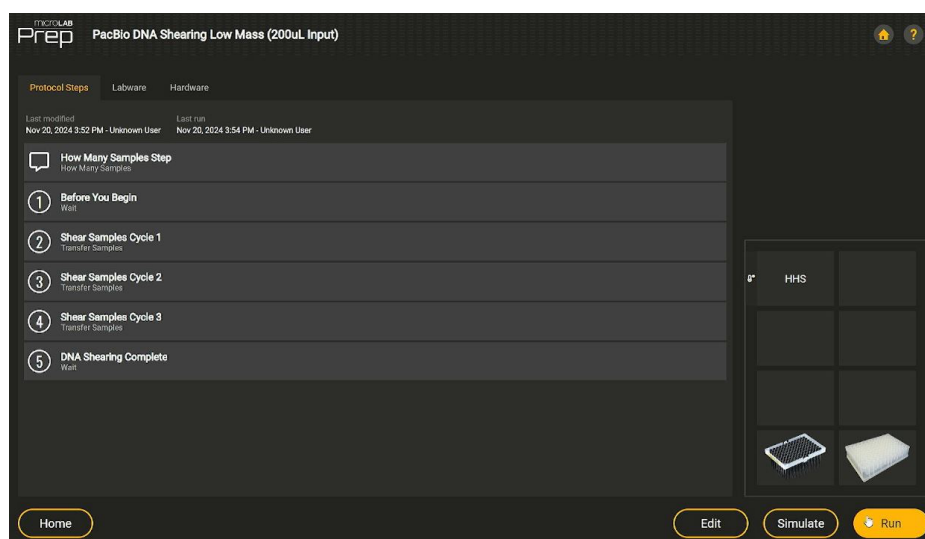 microLAB
Prep
PacBio DNA Shearing Low Mass (200uL Input)
?
Protocol Steps
Labware
Hardware
Last modified
Nov 20, 2024 3:52 PM - Unknown User
Last run
Nov 20, 2024 3:54 PM - Unknown User
How Many Samples Step
How Many Samples
1
Before You Begin
Wait
2
Shear Samples Cycle 1
Transfer Samples
3
Shear Samples Cycle 2
Transfer Samples
4
Shear Samples Cycle 3
Transfer Samples
5
DNA Shearing Complete
Wait
HHS
Home
Edit
Simulate
Run